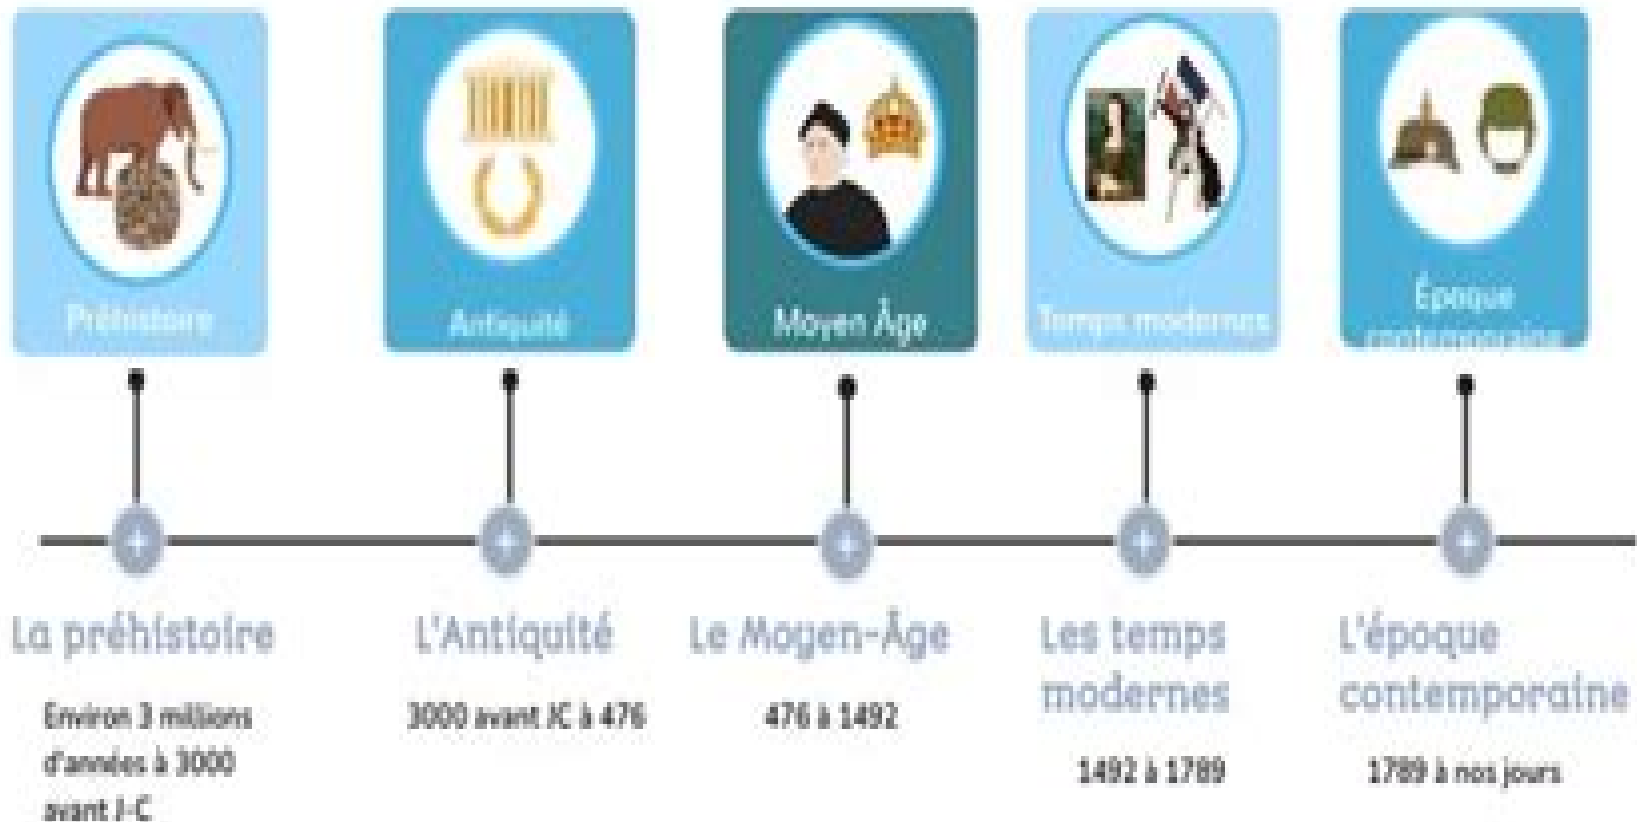 Préhistoire
Antiquité
Moyen Âge
Temps modernes
Époque
contemporaine
La préhistoire
Environ 3 millions
d'années à 3000
avant J-C
L'Antiquité
3000 avant JC à 476
Le Moyen-Âge
476 à 1492
Les temps
modernes
1492 à 1789
L'époque
contemporaine
1789 à nos jours